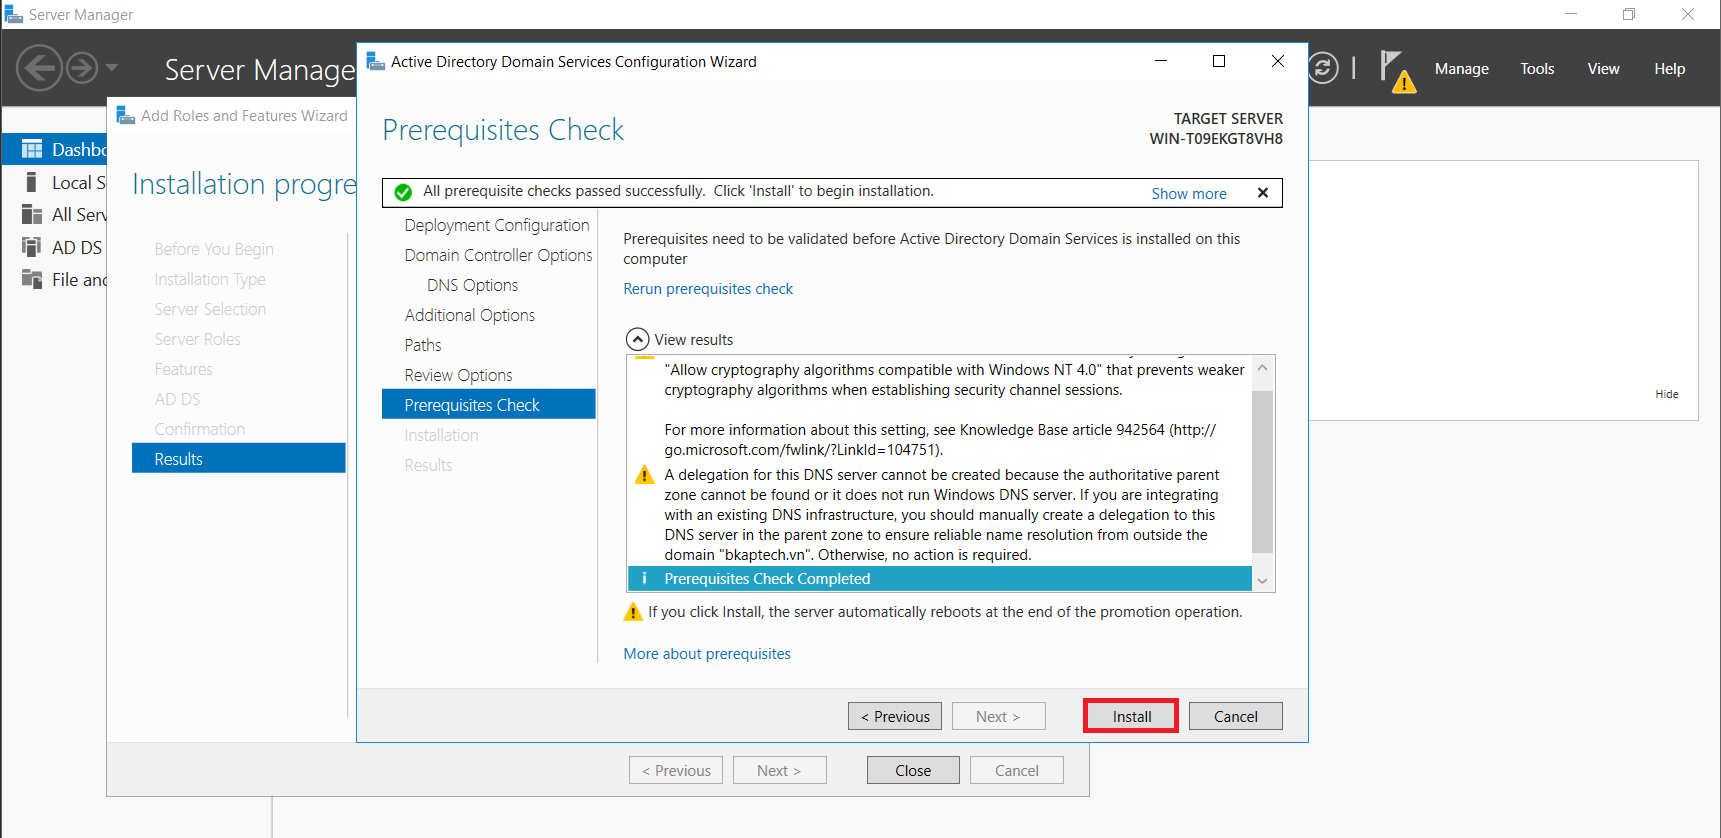 Server Manager
Server Manage
Manage
Tools
View
Help
Add Roles and Features Wizard
Dashbo
Local S
All Serv
AD DS
File and
Installation progre
Before You Begin
Installation Type
Server Selection
Server Roles
Features
AD DS
Confirmation
Results
Active Directory Domain Services Configuration Wizard
Prerequisites Check
TARGET SERVER
WIN-T09EKGT8VH8
All prerequisite checks passed successfully. Click 'Install' to begin installation.
Show more
Deployment Configuration
Domain Controller Options
DNS Options
Additional Options
Paths
Review Options
Prerequisites Check
Installation
Results
Prerequisites need to be validated before Active Directory Domain Services is installed on this
computer
Rerun prerequisites check
View results
"Allow cryptography algorithms compatible with Windows NT 4.0" that prevents weaker
cryptography algorithms when establishing security channel sessions.
For more information about this setting, see Knowledge Base article 942564 (http://
go.microsoft.com/fwlink/?LinkId=104751).
A delegation for this DNS server cannot be created because the authoritative parent
zone cannot be found or it does not run Windows DNS server. If you are integrating
with an existing DNS infrastructure, you should manually create a delegation to this
DNS server in the parent zone to ensure reliable name resolution from outside the
domain "bkaptech.vn". Otherwise, no action is required.
Prerequisites Check Completed
If you click Install, the server automatically reboots at the end of the promotion operation.
More about prerequisites
< Previous
Next >
Install
Cancel
Hide
< Previous
Next >
Close
Cancel